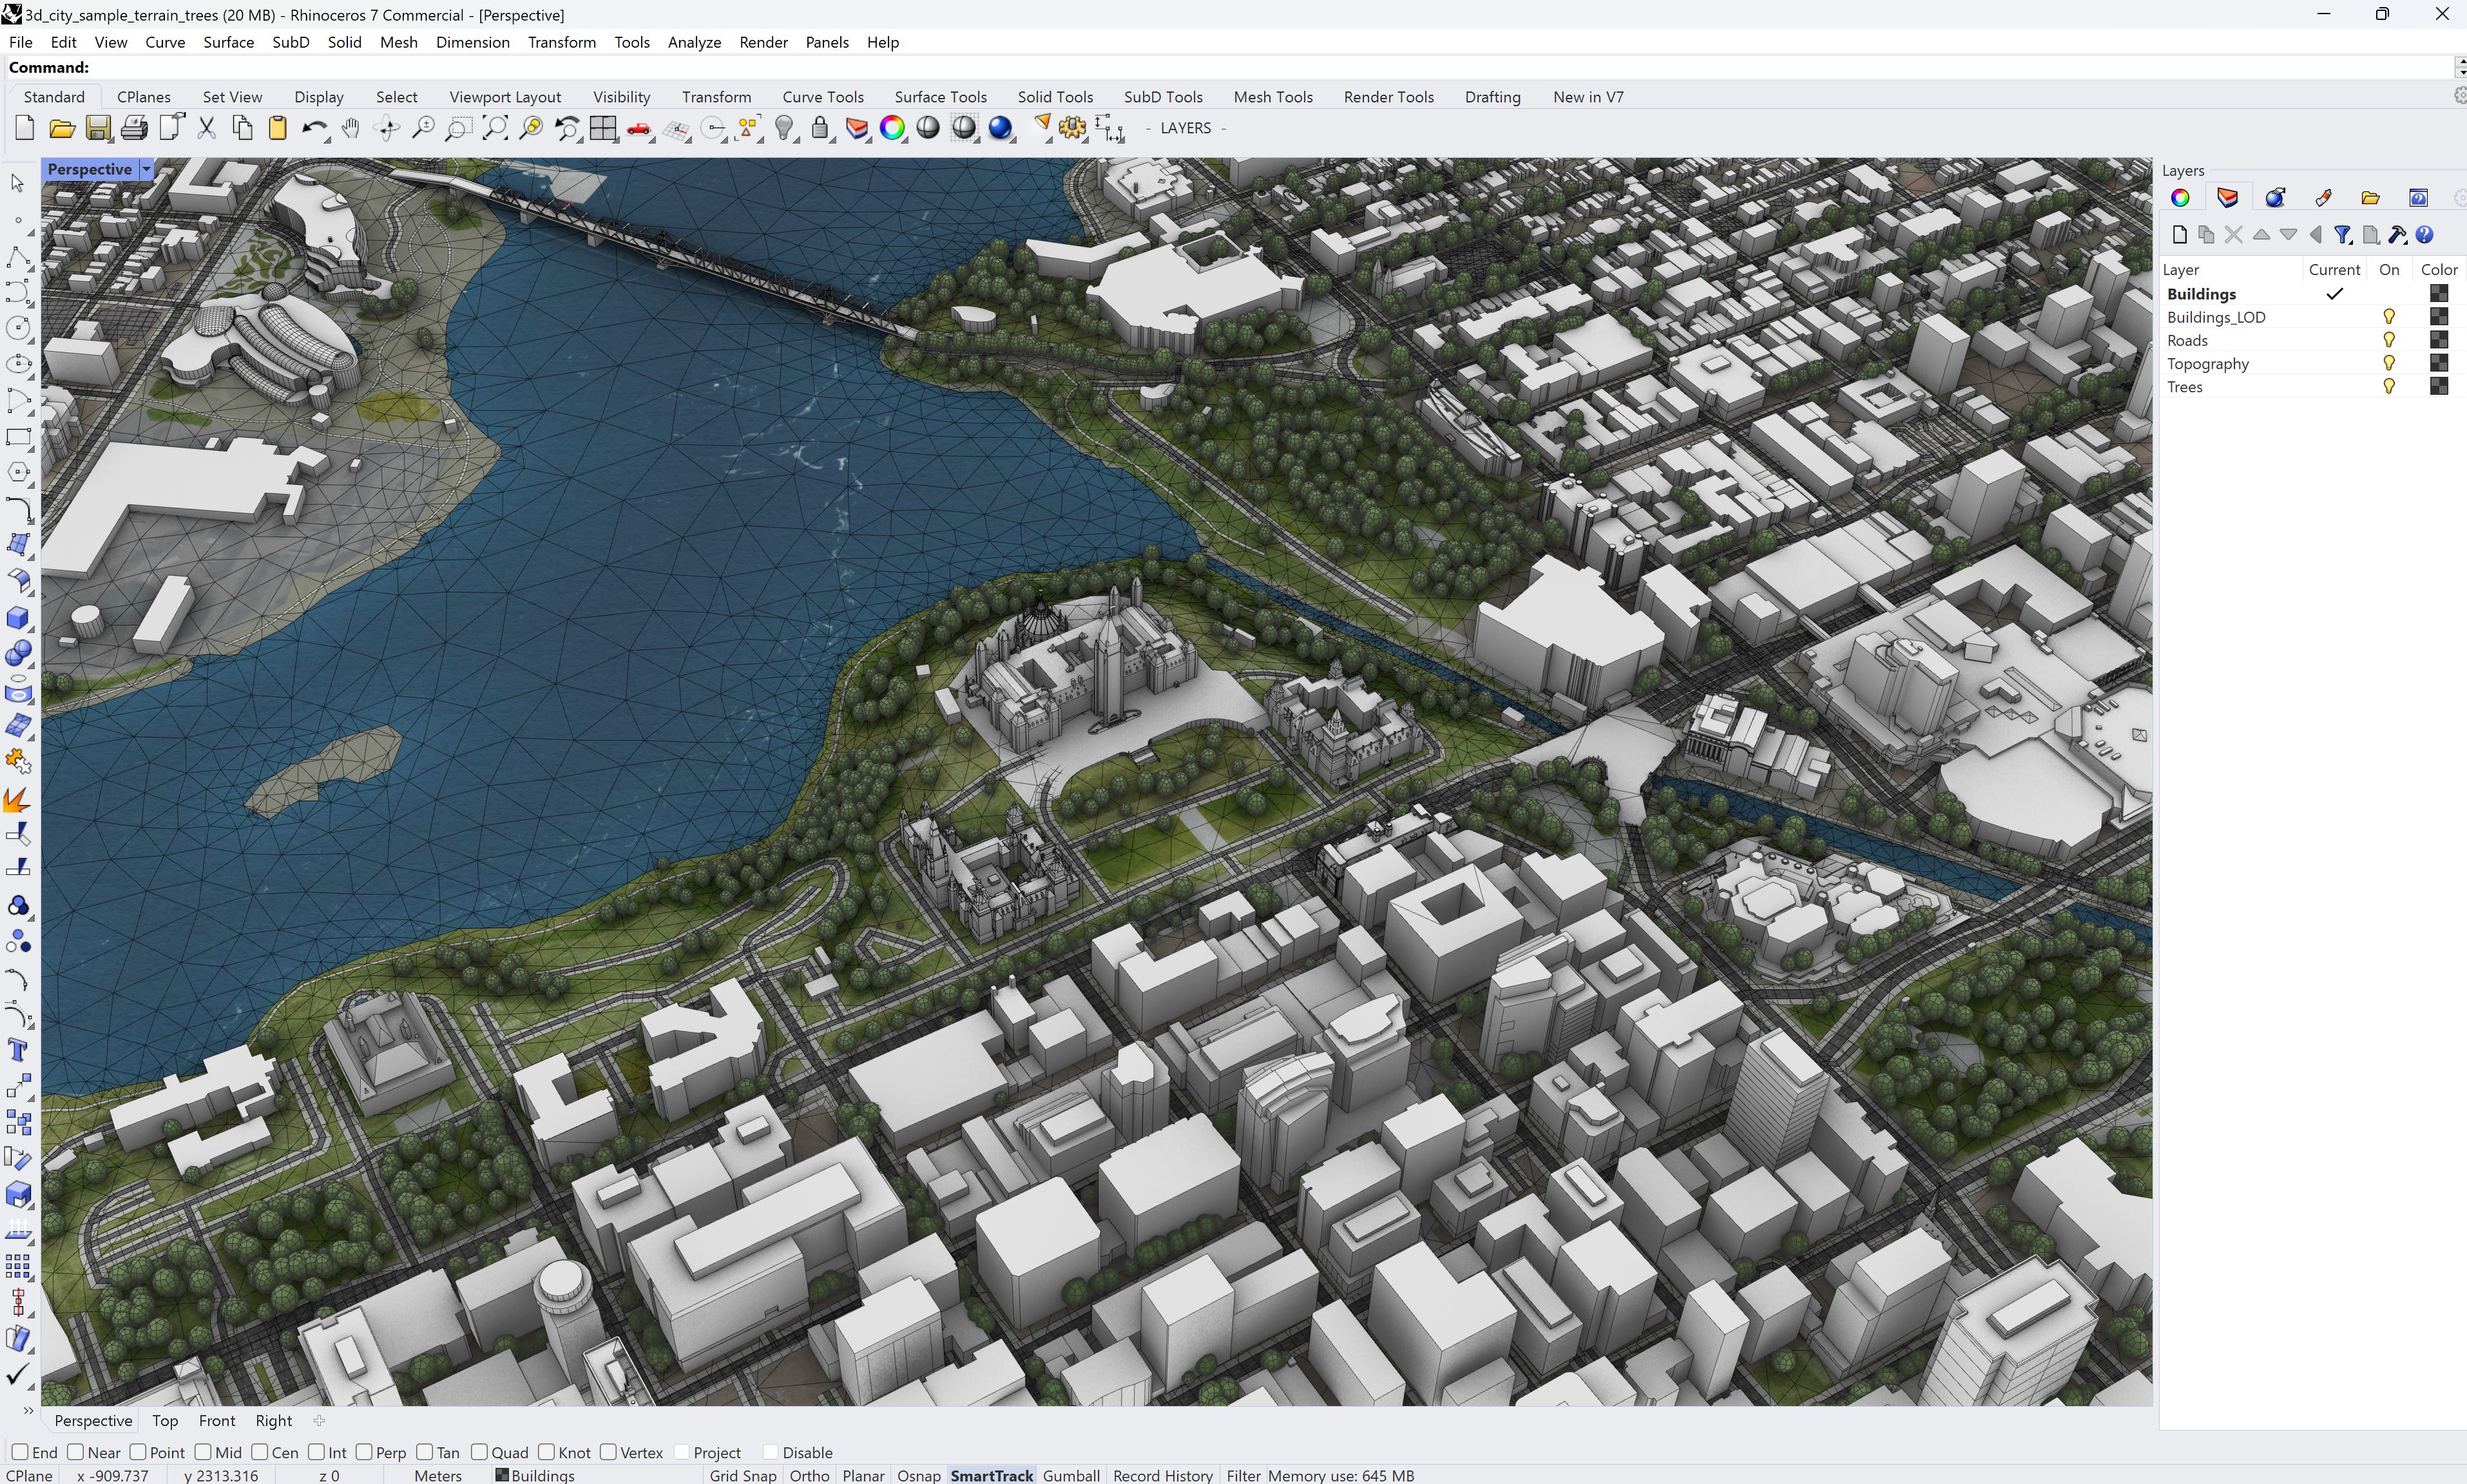 3d_city_sample_terrain_trees (20 MB) - Rhinoceros 7 Commercial - [Perspective]
File Edit View Curve Surface SubD Solid Mesh Dimension Transform Tools Analyze Render Panels Help
Command:
Standard CPlanes Set View Display Select Viewport Layout Visibility Transform Curve Tools Surface Tools Solid Tools SubD Tools Mesh Tools Render Tools Drafting New in V7
- LAYERS -
Perspective
Layers
Layer Current On Color
Buildings
Buildings_LOD
Roads
Topography
Trees
Perspective Top Front Right
End Near Point Mid Cen Int Perp Tan Quad Knot Vertex Project Disable
CPlane x -909.737 y 2313.316 z 0 Meters Buildings Grid Snap Ortho Planar Osnap SmartTrack Gumball Record History Filter Memory use: 645 MB